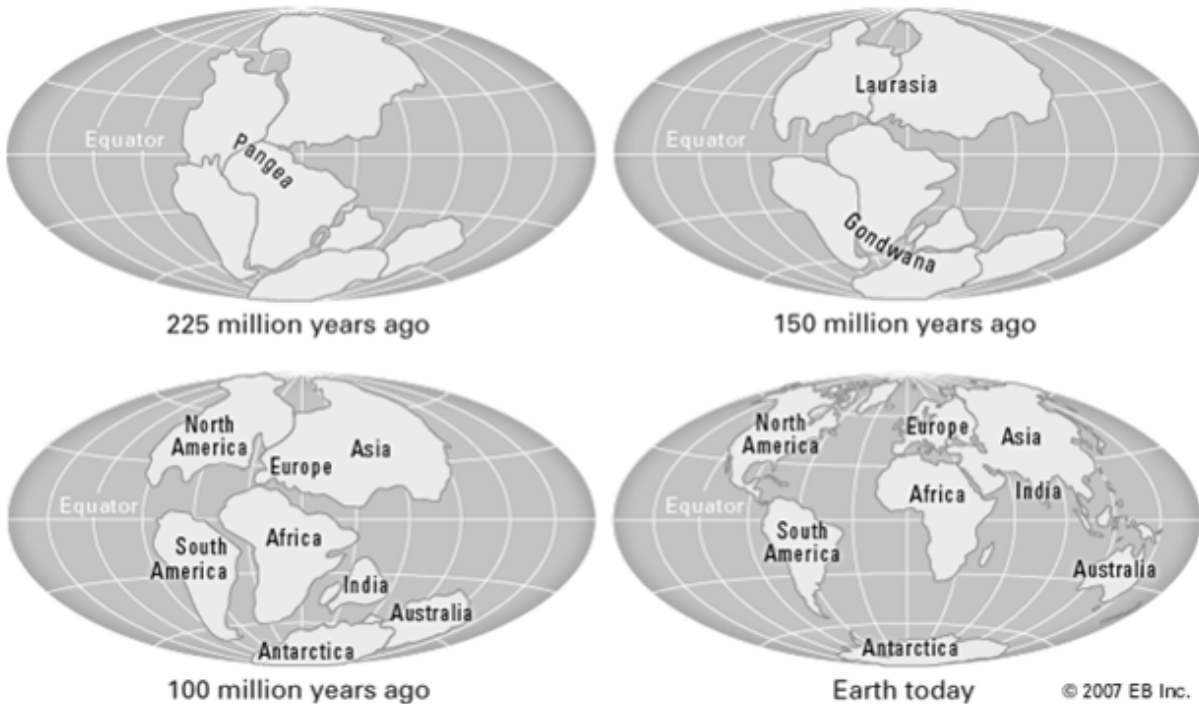 Equator
Pangea
225 million years ago
Laurasia
Gondwana
150 million years ago
North
America
Europe
Asia
Equator
South
America
Africa
India
Australia
Antarctica
100 million years ago
North
America
Europe
Asia
Equator
Africa
India
South
America
Australia
Antarctica
Earth today
© 2007 EB Inc.